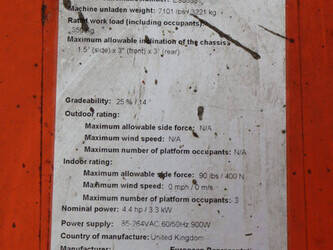 Machine unladen weight: 7101 lbs / 3221 kg
Rated work load (including occupants):
350 kg
Maximum allowable inclination of the chassis
1.5° (side) x 3° (front) x 3° (rear)
Gradeability: 25 % / 14 °
Outdoor rating:
Maximum allowable side force: N/A
Maximum wind speed: N/A
Maximum number of platform occupants: N/A
Indoor rating:
Maximum allowable side force: 90 lbs / 400 N
Maximum wind speed: 0 mph / 0 m/s
Maximum number of platform occupants: 3
Nominal power: 4.4 hp / 3.3 kW
Power supply: 85-264VAC,60/50Hz,900W
Country of manufacture: United Kingdom
Manufacturer: